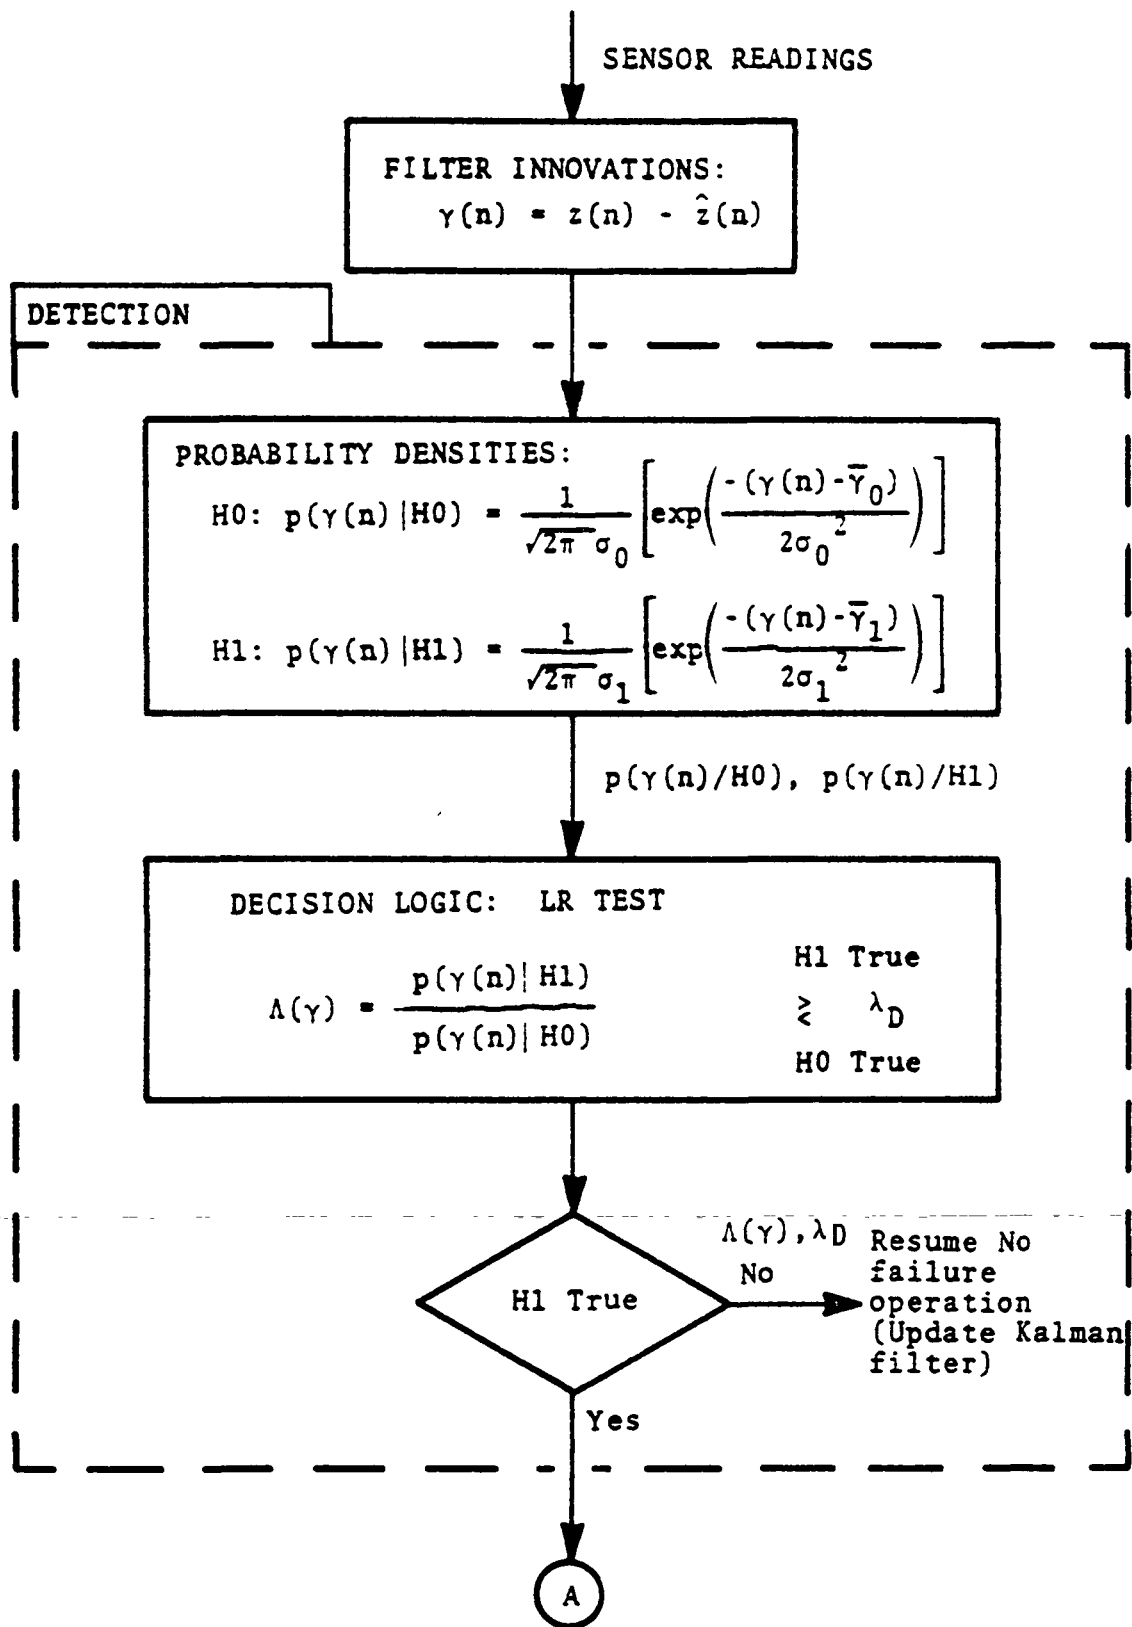 SENSOR READINGS
FILTER INNOVATIONS:
γ(n) = z(n) - ẑ(n)
DETECTION
PROBABILITY DENSITIES:
H0: p(γ(n)|H0) = 1/(√2π σ₀) [exp(-(γ(n)-γ̅₀)/2σ₀²)]
H1: p(γ(n)|H1) = 1/(√2π σ₁) [exp(-(γ(n)-γ̅₁)/2σ₁²)]
p(γ(n)/H0), p(γ(n)/H1)
DECISION LOGIC: LR TEST
H1 True
Λ(γ) = p(γ(n)|H1)/p(γ(n)|H0) ≷ λD
H0 True
Λ(γ),λD
No
H1 True
Resume No
failure
operation
(Update Kalman
filter)
Yes
A